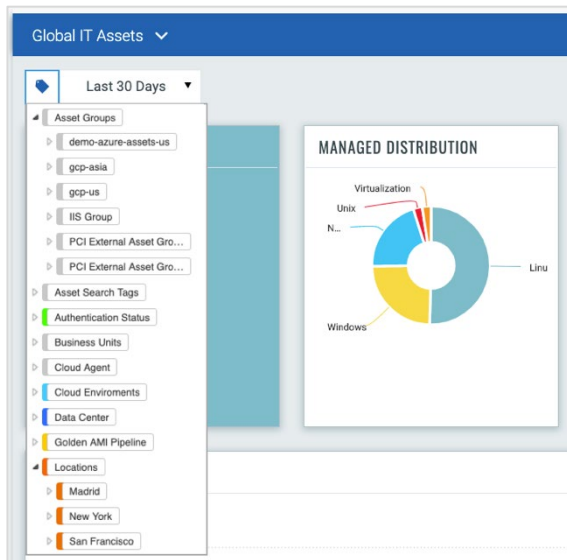 Global IT Assets
Last 30 Days
Asset Groups
demo-azure-assets-us
gcp-asia
gcp-us
IIS Group
PCI External Asset Gro...
PCI External Asset Gro...
Asset Search Tags
Authentication Status
Business Units
Cloud Agent
Cloud Enviroments
Data Center
Golden AMI Pipeline
Locations
Madrid
New York
San Francisco
MANAGED DISTRIBUTION
Virtualization
Unix
N...
Linu
Windows